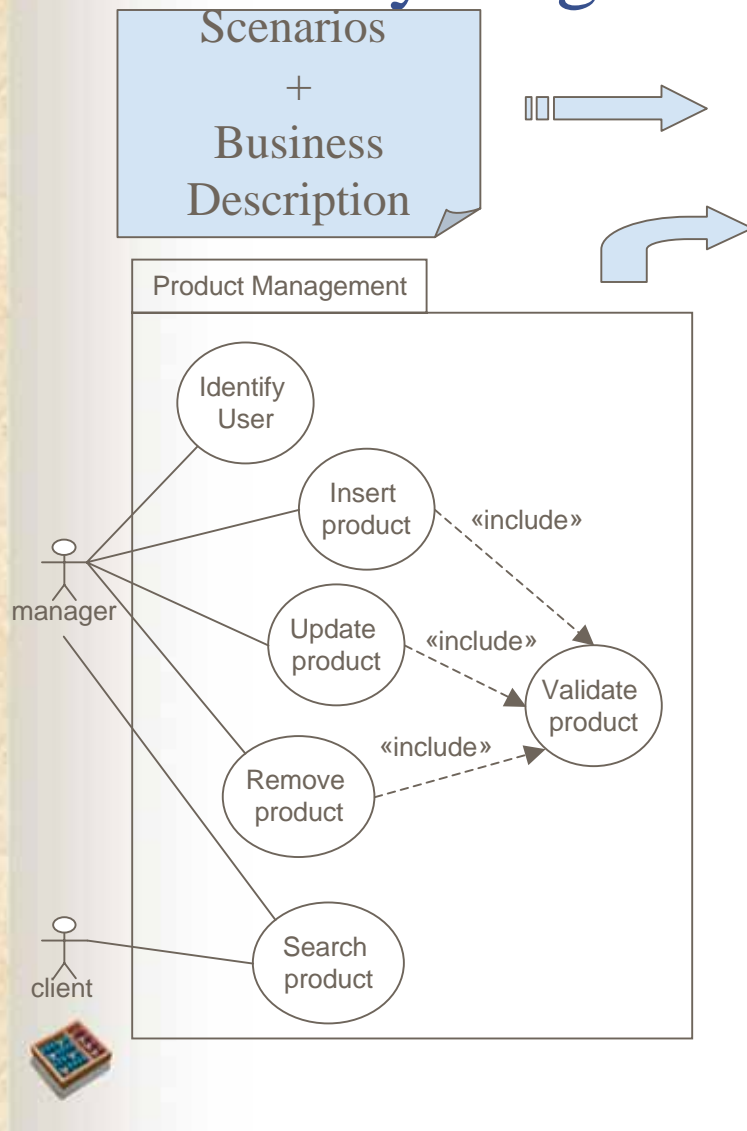 Scenarios
+
Business
Description
Product Management
Identify
User
Insert
product
«include»
manager
Update
product
«include»
Validate
product
«include»
Remove
product
Search
product
client